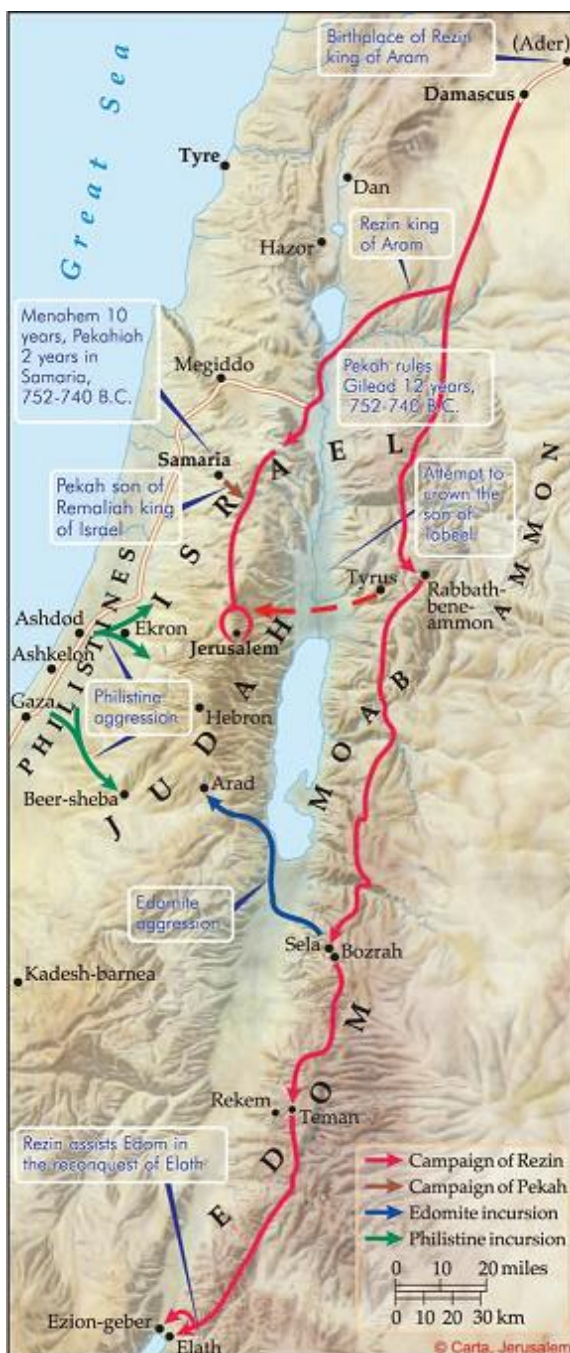 Great Sea
Birthplace of Rezin
king of Aram
(Ader)
Damascus
Tyre
Dan
Rezin king
of Aram
Hazor
Menahem 10
years, Pekahiah
2 years in
Samaria,
752-740 B.C.
Megiddo
Pekah rules
Gilead 12 years,
752-740 B.C.
ISRAEL
Samaria
Pekah son of
Remaliah king
of Israel
Attempt to
crown the
son of
Tobeel
AMMON
Tyrus
Rabbath-
bene-
ammon
PHILISTINES
Ashdod
Ekron
Jerusalem
Ashkelon
Gaza
Philistine
aggression
Hebron
JUDAH
MOAB
Beer-sheba
Arad
Edomite
aggression
Sela
Bozrah
Kadesh-barnea
EDOM
Rekem
Teman
Rezin assists Edom in
the reconquest of Elath
Ezion-geber
Elath
Campaign of Rezin
Campaign of Pekah
Edomite incursion
Philistine incursion
0 10 20 miles
0 10 20 30 km
© Carta, Jerusalem